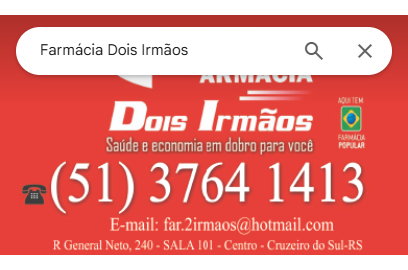 Farmácia Dois Irmãos
ARMÁCIA
Dois Irmãos
AQUI TEM
FARMÁCIA
POPULAR
Saúde e economia em dobro para você
(51) 3764 1413
E-mail: far.2irmaos@hotmail.com
R General Neto, 240 - SALA 101 - Centro - Cruzeiro do Sul-RS